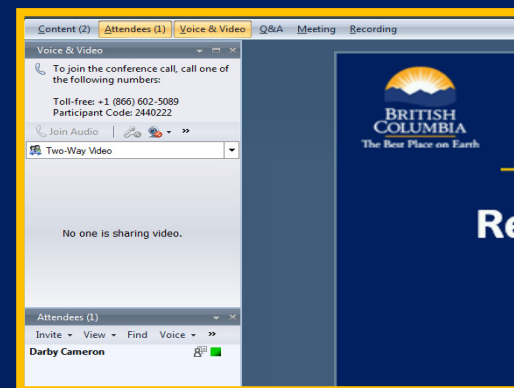 Content (2) Attendees (1) Voice & Video Q&A Meeting Recording
Voice & Video
To join the conference call, call one of
the following numbers:
Toll-free: +1 (866) 602-5089
Participant Code: 2440222
Join Audio
Two-Way Video
No one is sharing video.
Attendees (1)
Invite View Find Voice »
Darby Cameron
BRITISH
COLUMBIA
The Best Place on Earth
Re